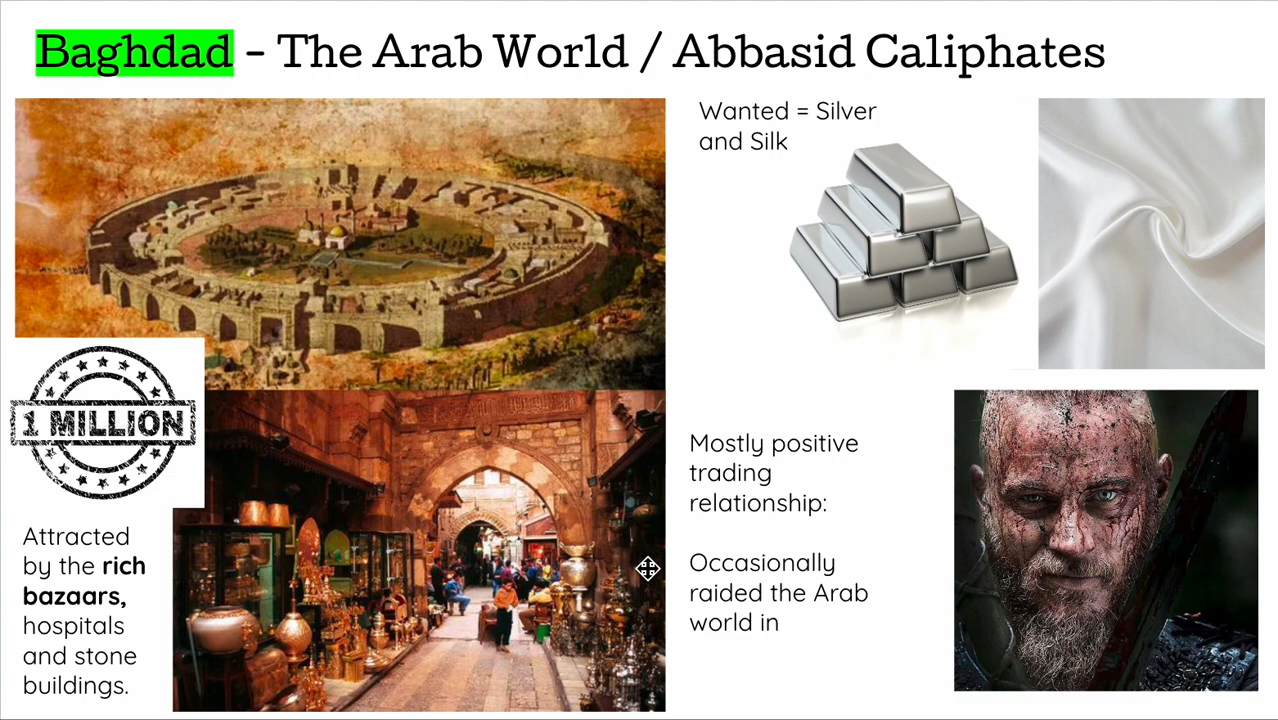 Baghdad – The Arab World / Abbasid Caliphates
Wanted = Silver
and Silk
1 MILLION
Attracted
by the rich
bazaars,
hospitals
and stone
buildings.
Mostly positive
trading
relationship:
Occasionally
raided the Arab
world in